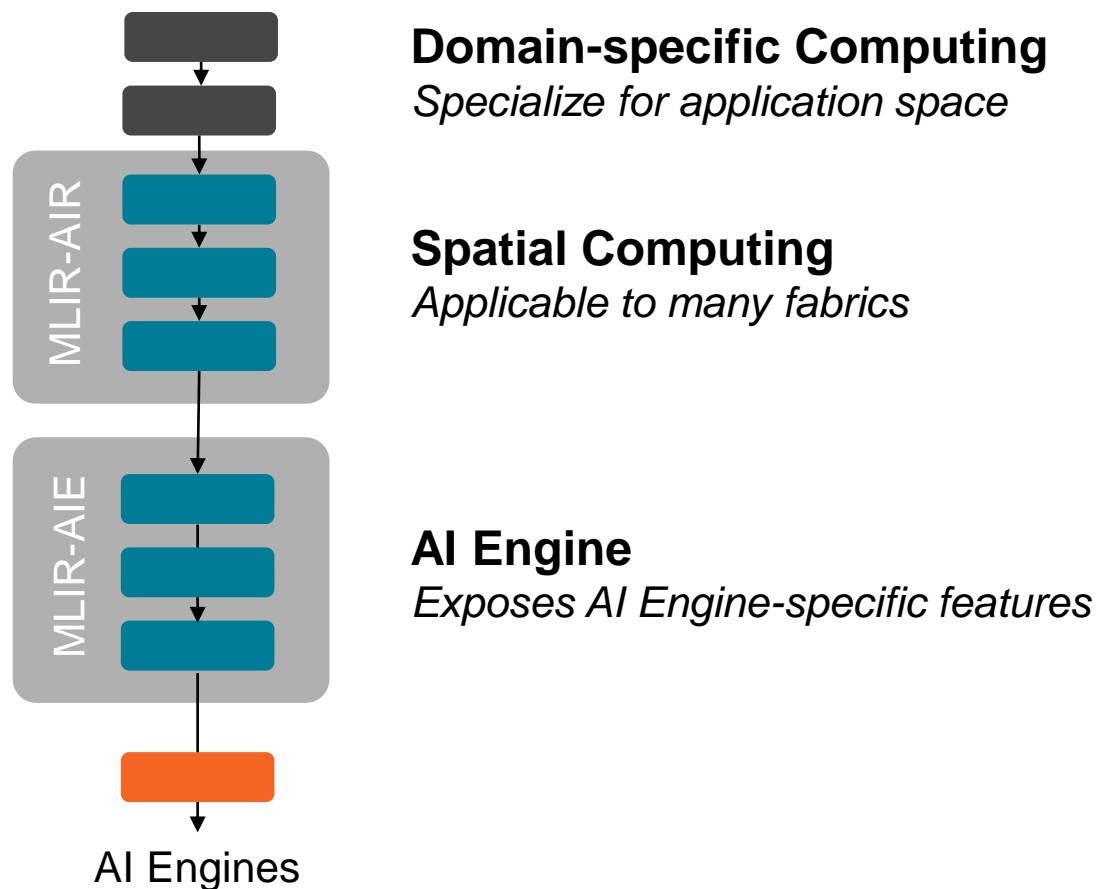 Domain-specific Computing
Specialize for application space
MLIR-AIR
Spatial Computing
Applicable to many fabrics
MLIR-AIE
AI Engine
Exposes AI Engine-specific features
AI Engines